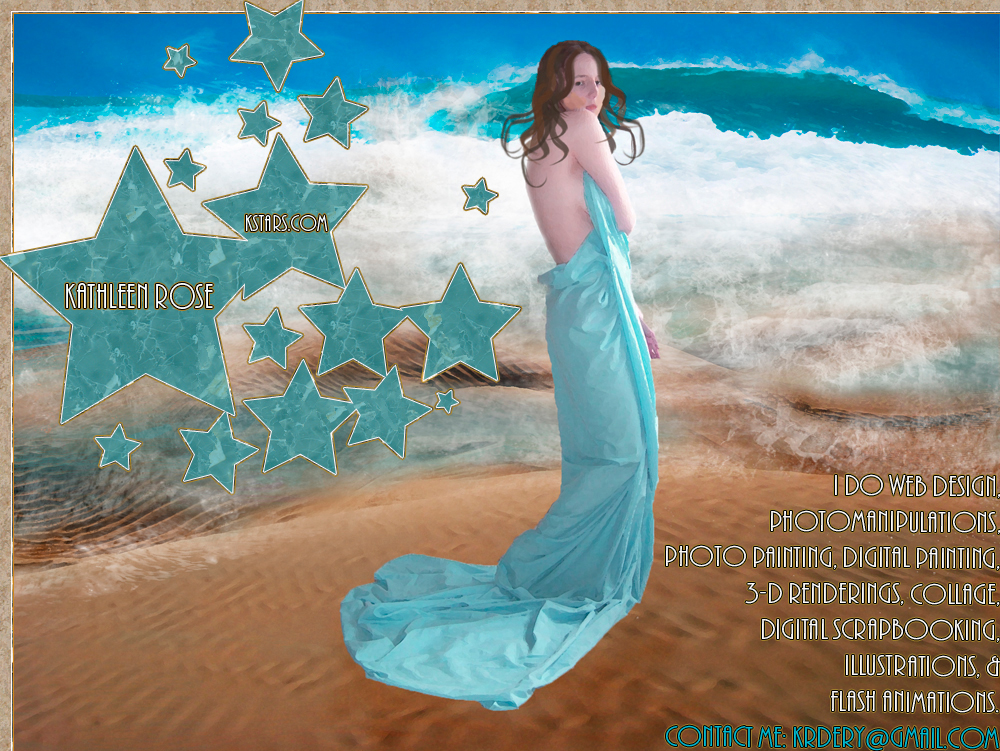 KSTARS.COM
KATHLEEN ROSE
I DO WEB DESIGN,
PHOTOMANIPULATIONS,
PHOTO PAINTING, DIGITAL PAINTING,
3-D RENDERINGS, COLLAGE,
DIGITAL SCRAPBOOKING,
ILLUSTRATIONS, &
FLASH ANIMATIONS.
CONTACT ME: KRDERY@GMAIL.COM